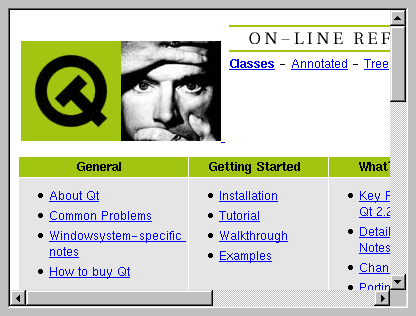 ON-LINE REF
Classes - Annotated - Tree
General
Getting Started
What'
About Qt
Common Problems
Windowsystem-specific
notes
How to buy Qt
Installation
Tutorial
Walkthrough
Examples
Key F
Qt 2.2
Detail
Notes
Chan
Portin